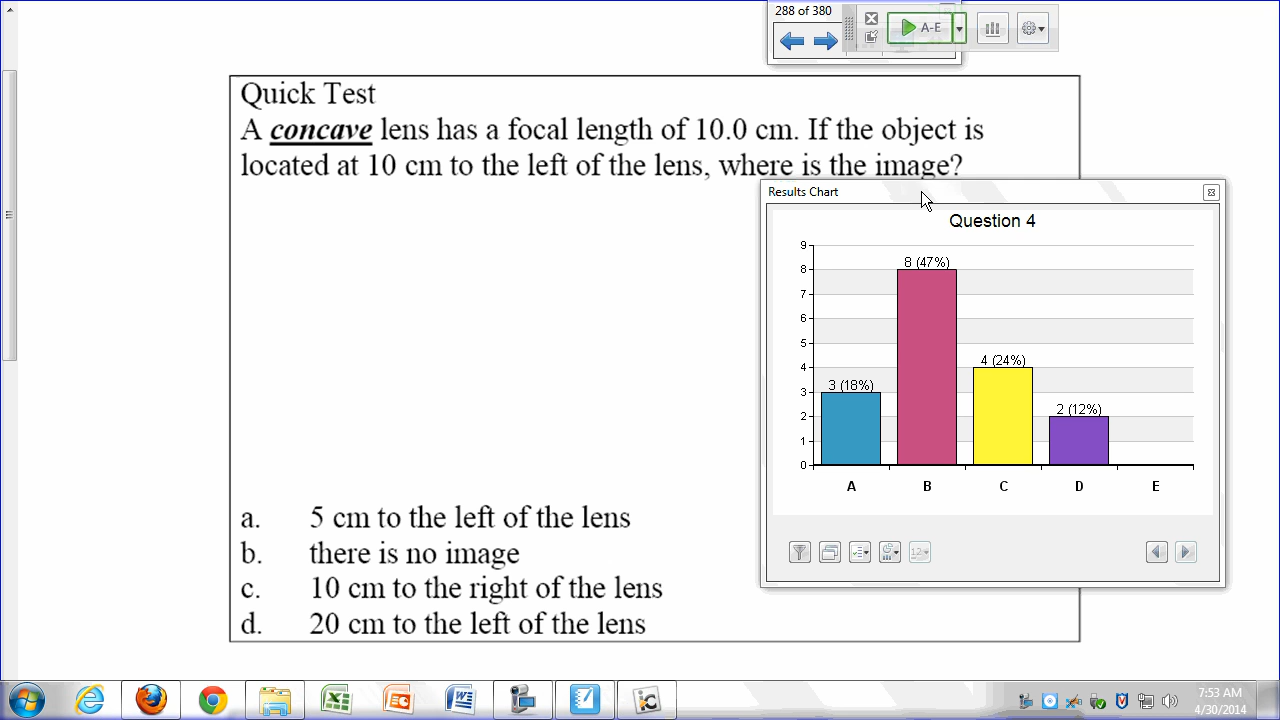 288 of 380
A-E
Quick Test
A concave lens has a focal length of 10.0 cm. If the object is
located at 10 cm to the left of the lens, where is the image?
Results Chart
Question 4
9
8
7
6
5
4
3
2
1
0
3 (18%)
8 (47%)
4 (24%)
2 (12%)
A B C D E
12
a. 5 cm to the left of the lens
b. there is no image
c. 10 cm to the right of the lens
d. 20 cm to the left of the lens
7:53 AM
4/30/2014